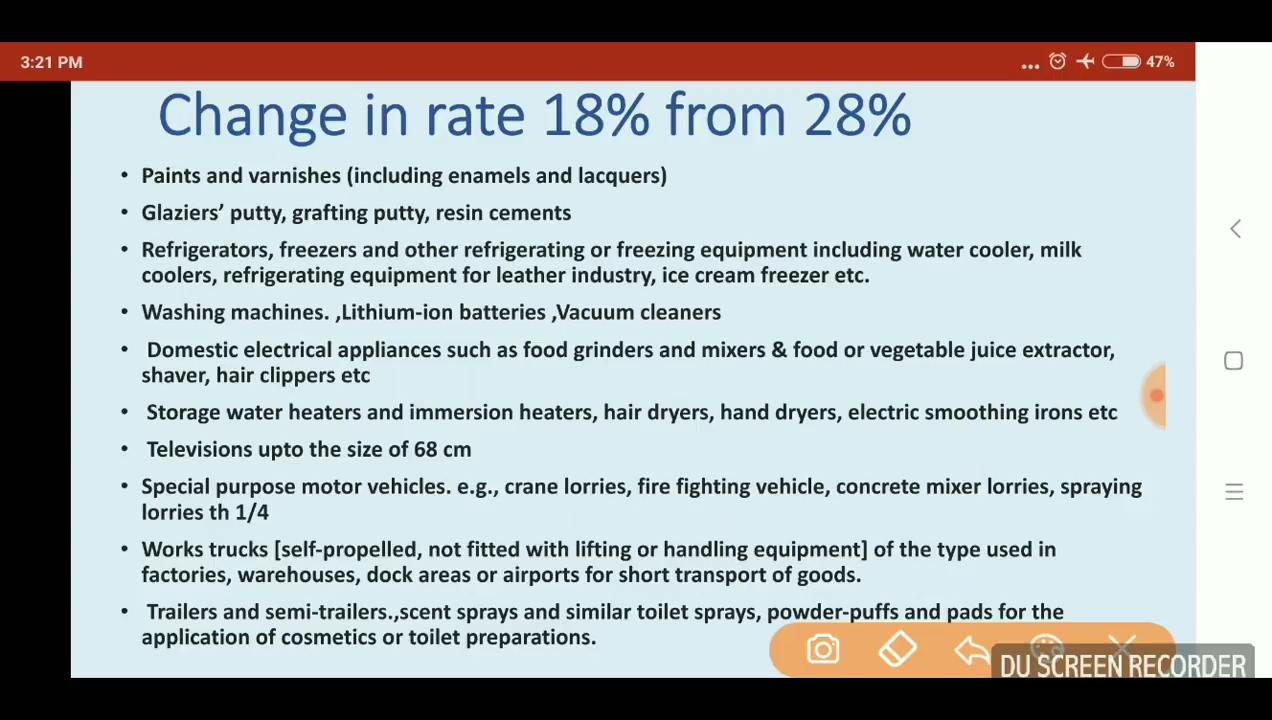 3:21 PM
47%
Change in rate 18% from 28%
• Paints and varnishes (including enamels and lacquers)
• Glaziers’ putty, grafting putty, resin cements
• Refrigerators, freezers and other refrigerating or freezing equipment including water cooler, milk
coolers, refrigerating equipment for leather industry, ice cream freezer etc.
• Washing machines. ,Lithium-ion batteries ,Vacuum cleaners
• Domestic electrical appliances such as food grinders and mixers & food or vegetable juice extractor,
shaver, hair clippers etc
• Storage water heaters and immersion heaters, hair dryers, hand dryers, electric smoothing irons etc
• Televisions upto the size of 68 cm
• Special purpose motor vehicles. e.g., crane lorries, fire fighting vehicle, concrete mixer lorries, spraying
lorries th 1/4
• Works trucks [self-propelled, not fitted with lifting or handling equipment] of the type used in
factories, warehouses, dock areas or airports for short transport of goods.
• Trailers and semi-trailers.,scent sprays and similar toilet sprays, powder-puffs and pads for the
application of cosmetics or toilet preparations.
DU SCREEN RECORDER